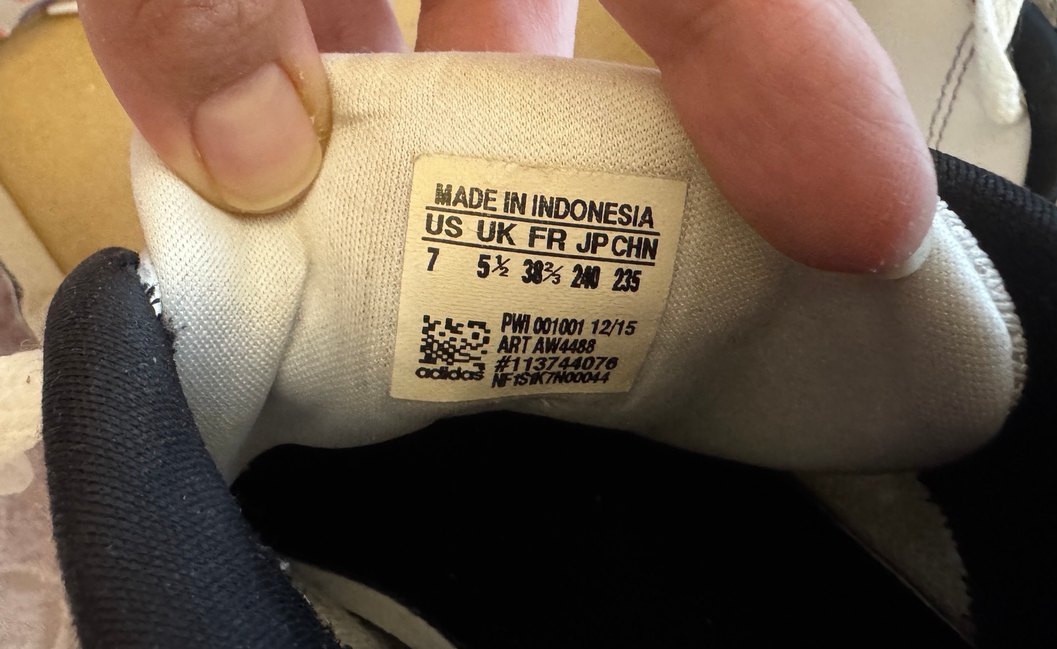 MADE IN INDONESIA
US UK FR JP CHN
7 5½ 38⅔ 240 235
PWI 001001 12/15
ART AW4488
#113744076
NF1S1K7N00044
adidas